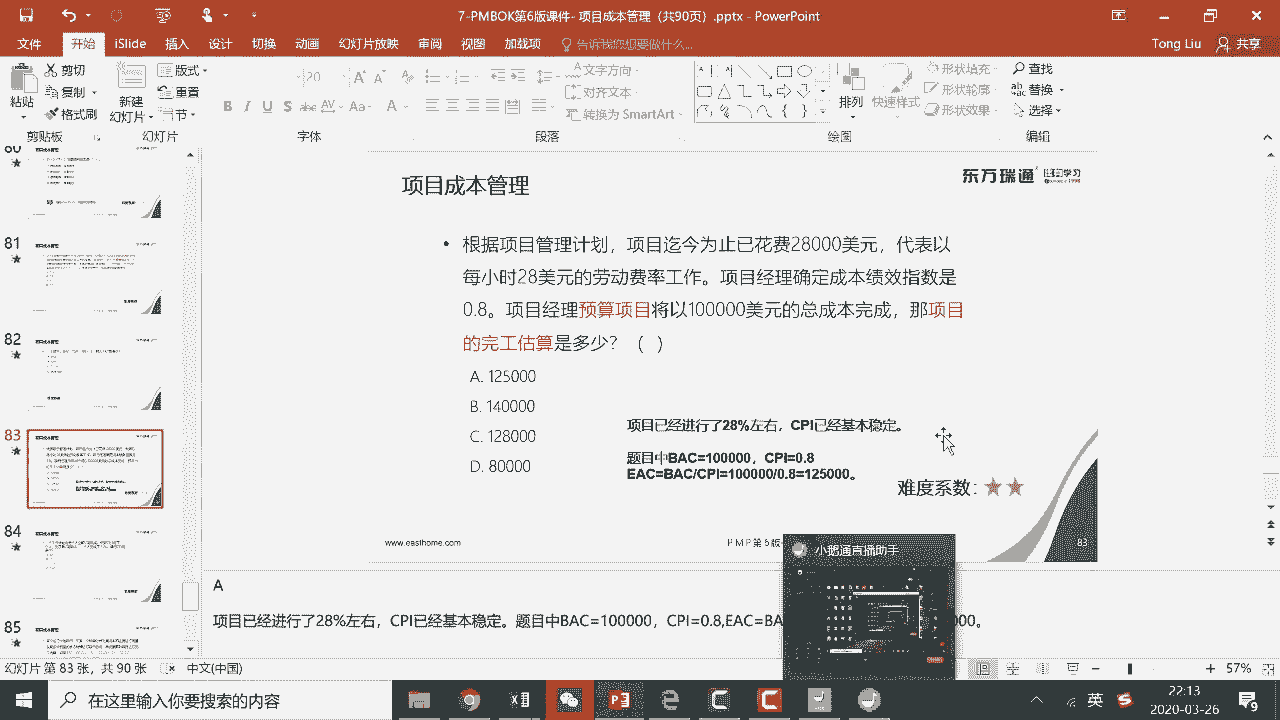 7-PMBOK第6版课件- 项目成本管理（共90页）.pptx - PowerPoint
文件 开始 iSlide 插入 设计 切换 动画 幻灯片放映 审阅 视图 加载项 告诉我您想要做什么... Tong Liu 共享
粘贴 剪切 复制 格式刷 新建 幻灯片 版式 重置 节 20
B I U S abc AV Aa A
文字方向 对齐文本 转换为 SmartArt
排列 快速样式 形状填充 形状轮廓 形状效果 查找 替换 选择
剪贴板 幻灯片 字体 段落 绘图 编辑
81
82
83
84
85
项目成本管理
东方瑞通
学习
• 根据项目管理计划，项目迄今为止已花费28000美元，代表以
每小时28美元的劳动费率工作。项目经理确定成本绩效指数是
0.8。项目经理预算项目将以100000美元的总成本完成，那项目
的完工估算是多少？（ ）
A. 125000
B. 140000
C. 128000
D. 80000
项目已经进行了28%左右，CPI已经基本稳定。
题目中BAC=100000，CPI=0.8
EAC=BAC/CPI=100000/0.8=125000。
难度系数：
www.easthome.com
PMP第6版
83
小鹅通直播助手
A
项目已经进行了28%左右，CPI已经基本稳定。题目中BAC=100000，CPI=0.8,EAC=BA
00。
幻灯片 第 83 张，共 90 张 中文(中国) 57%
在这里输入你要搜索的内容
英
22:13
2020-03-26
9